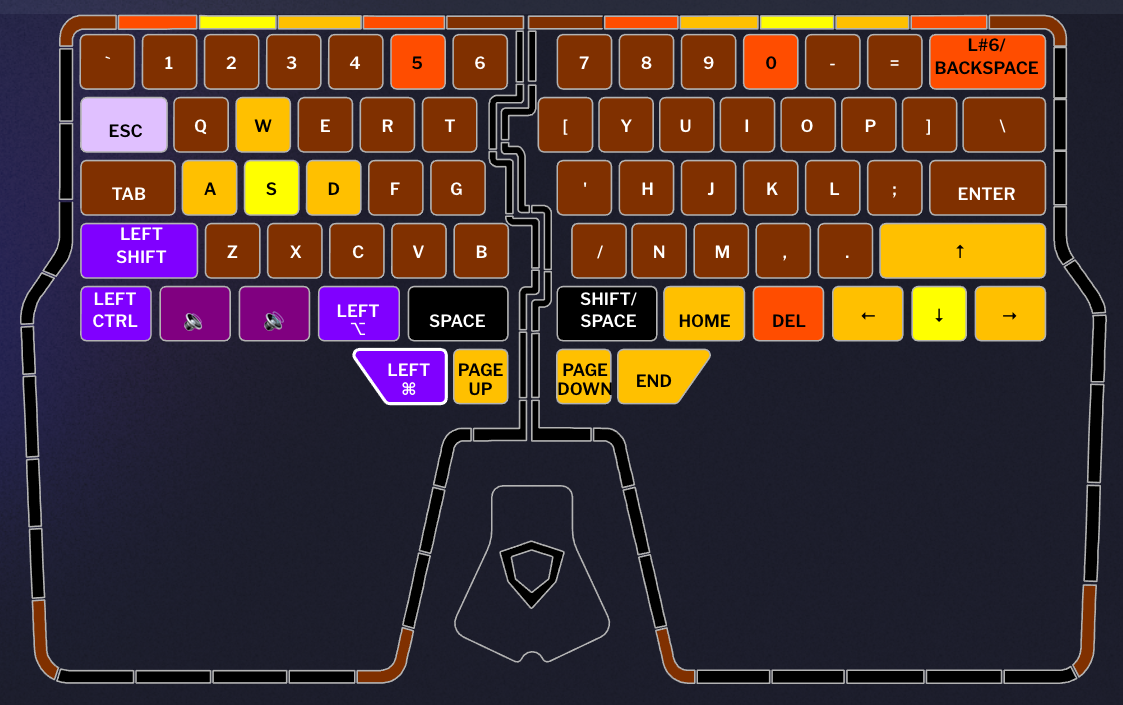 ` 1 2 3 4 5 6 7 8 9 0 - = L#6/
BACKSPACE
ESC Q W E R T [ Y U I O P ] \
TAB A S D F G ' H J K L ; ENTER
LEFT
SHIFT Z X C V B / N M , . ↑
LEFT
CTRL 🔉 🔊 LEFT
⌥ SPACE SHIFT/
SPACE HOME DEL ← ↓ →
LEFT
⌘ PAGE
UP PAGE
DOWN END